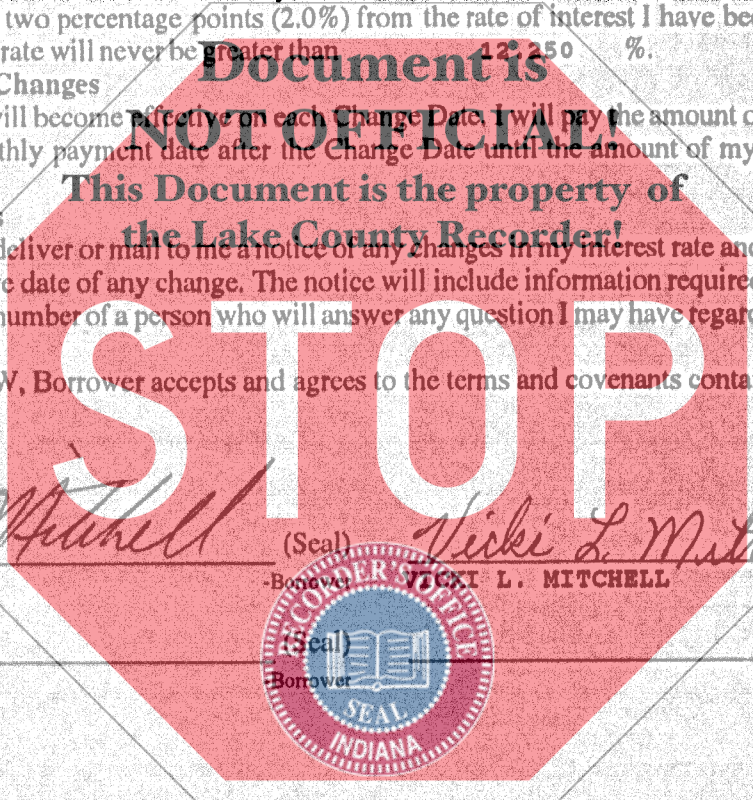 two percentage points (2.0%) from the rate of interest I have bee
rate will never be greater than 12.250 %.
Document is
Changes
will become effective on each Change Date. I will pay the amount o
NOT OFFICIAL!
thly payment date after the Change Date until the amount of my
This Document is the property of
the Lake County Recorder!
deliver or mail to me a notice of any changes in my interest rate and
e date of any change. The notice will include information require
number of a person who will answer any question I may have regar
STOP
W, Borrower accepts and agrees to the terms and covenants conta
Mitchell (Seal) Vicki L. Mit
-Borrower VICKI L. MITCHELL
RECORDER'S OFFICE
(Seal)
-Borrower
SEAL
INDIANA